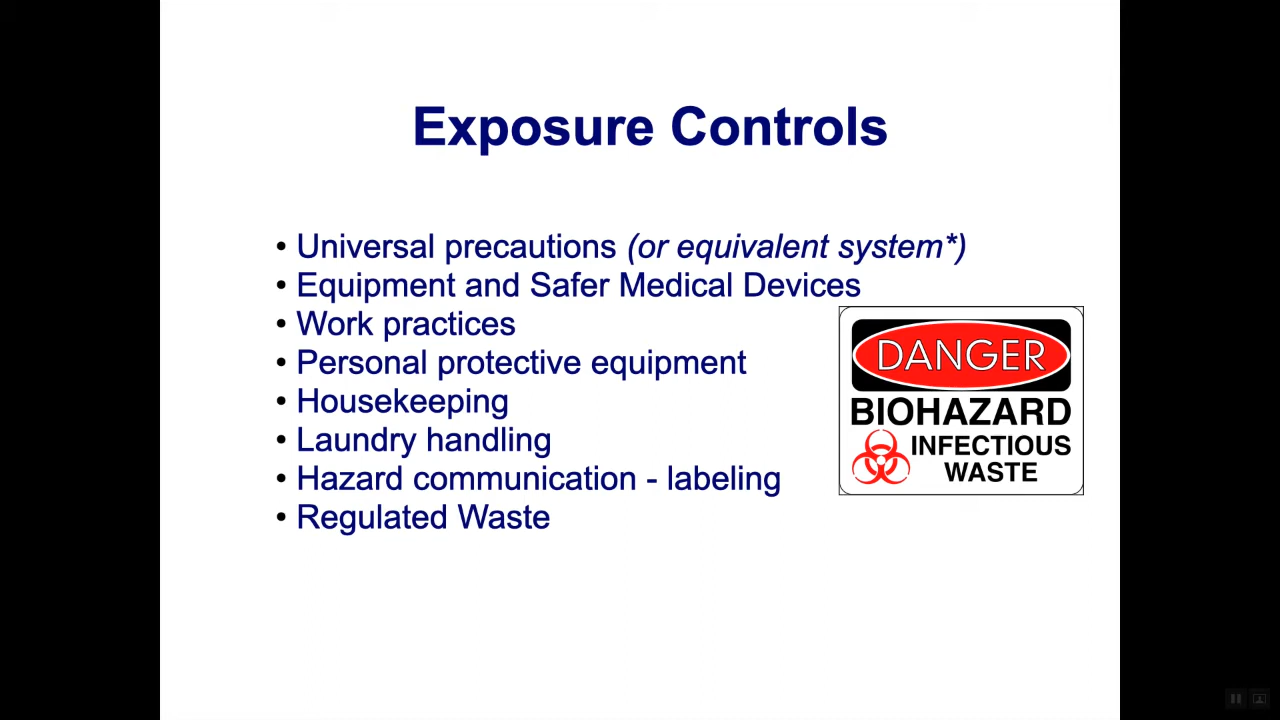 Exposure Controls
• Universal precautions (or equivalent system*)
• Equipment and Safer Medical Devices
• Work practices
• Personal protective equipment
• Housekeeping
• Laundry handling
• Hazard communication - labeling
• Regulated Waste
DANGER
BIOHAZARD
INFECTIOUS
WASTE